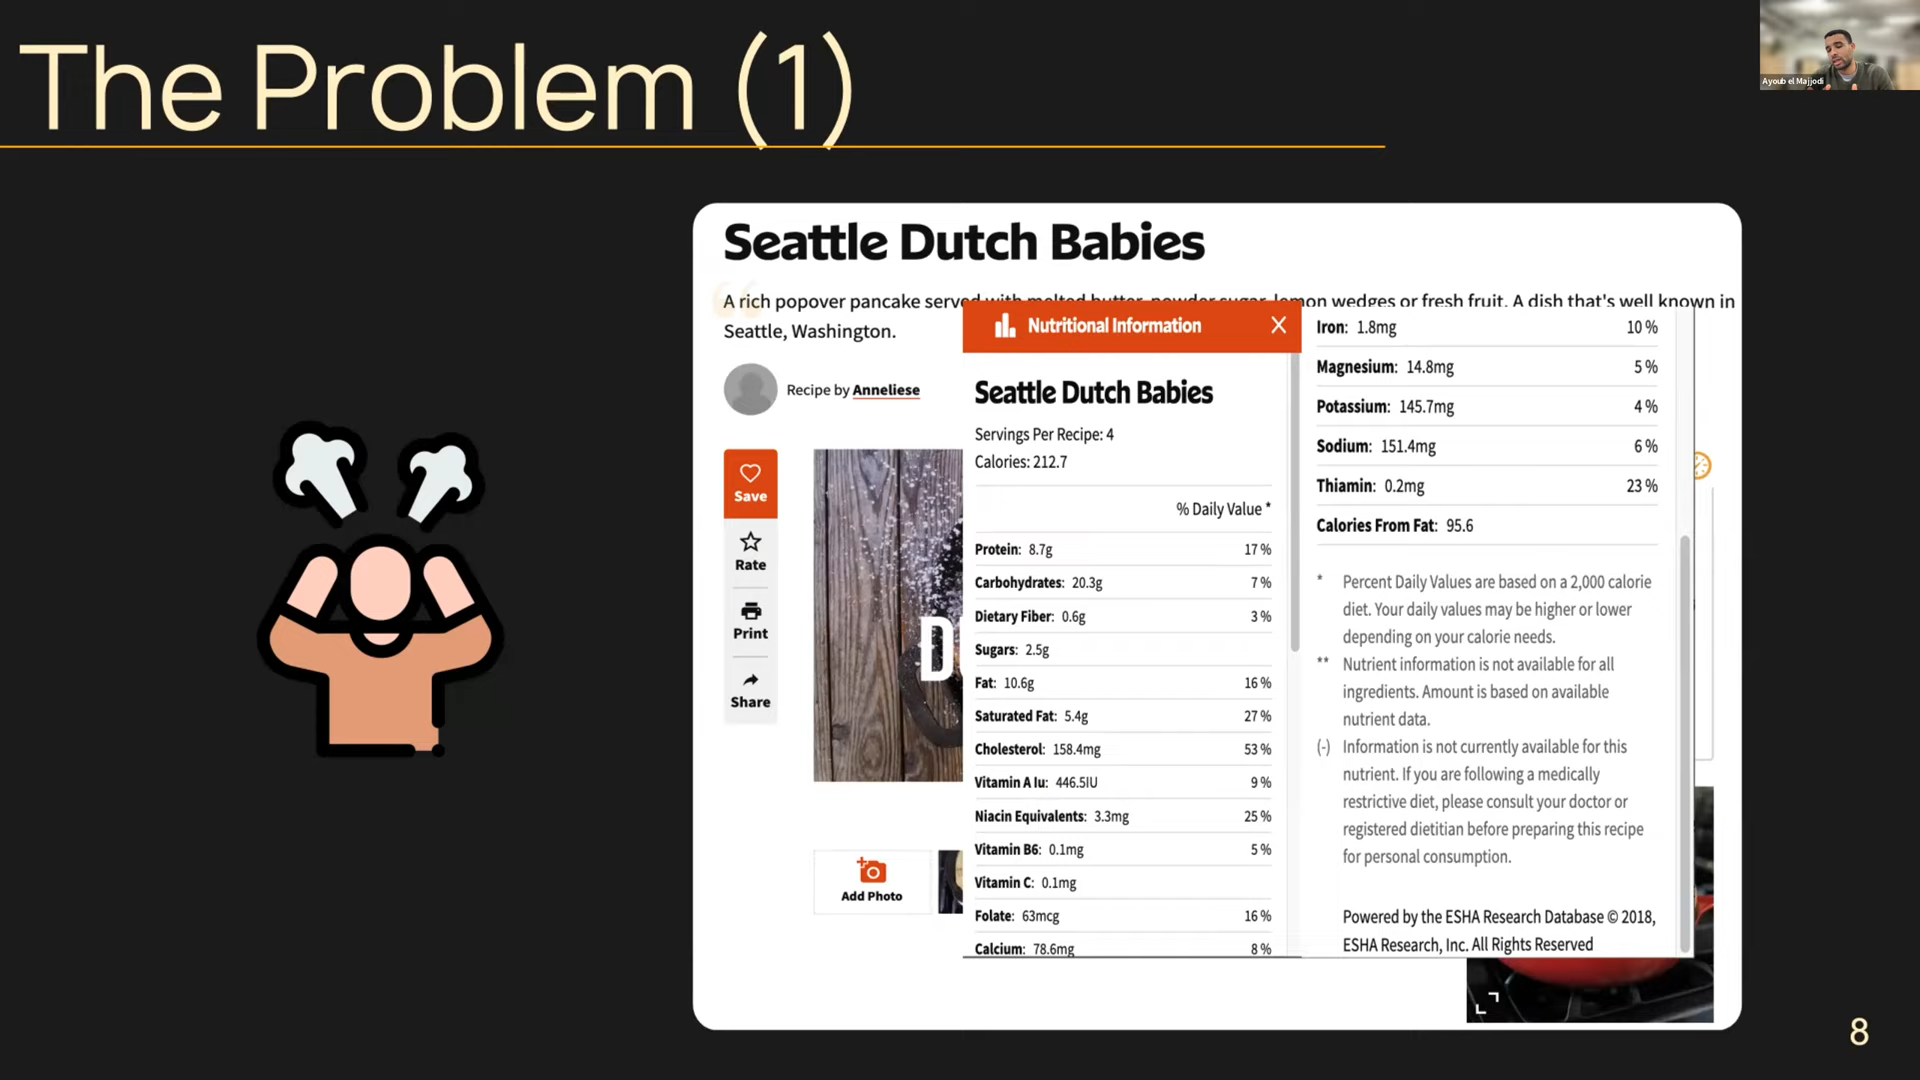 The Problem (1)
Ayoub el Majjodi
Seattle Dutch Babies
A rich popover pancake served with melted butter, powder sugar, lemon wedges or fresh fruit. A dish that's well known in
Seattle, Washington.
Recipe by Anneliese
Save
Rate
Print
Share
Add Photo
D
Nutritional Information
Seattle Dutch Babies
Servings Per Recipe: 4
Calories: 212.7
% Daily Value *
Protein: 8.7g 17 %
Carbohydrates: 20.3g 7 %
Dietary Fiber: 0.6g 3 %
Sugars: 2.5g
Fat: 10.6g 16 %
Saturated Fat: 5.4g 27 %
Cholesterol: 158.4mg 53 %
Vitamin A Iu: 446.5IU 9 %
Niacin Equivalents: 3.3mg 25 %
Vitamin B6: 0.1mg 5 %
Vitamin C: 0.1mg
Folate: 63mcg 16 %
Calcium: 78.6mg 8 %
Iron: 1.8mg 10 %
Magnesium: 14.8mg 5 %
Potassium: 145.7mg 4 %
Sodium: 151.4mg 6 %
Thiamin: 0.2mg 23 %
Calories From Fat: 95.6
* Percent Daily Values are based on a 2,000 calorie
diet. Your daily values may be higher or lower
depending on your calorie needs.
** Nutrient information is not available for all
ingredients. Amount is based on available
nutrient data.
(-) Information is not currently available for this
nutrient. If you are following a medically
restrictive diet, please consult your doctor or
registered dietitian before preparing this recipe
for personal consumption.
Powered by the ESHA Research Database © 2018,
ESHA Research, Inc. All Rights Reserved
8